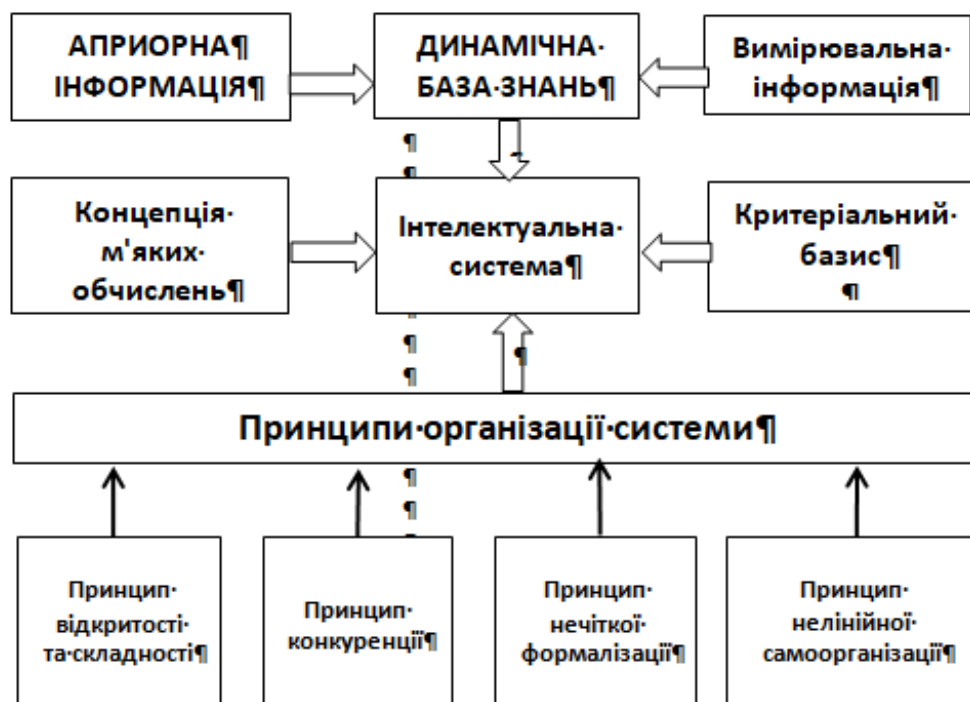 АПРИОРНА¶
ІНФОРМАЦІЯ¶
ДИНАМІЧНА·
БАЗА·ЗНАНЬ¶
Вимірювальна·
інформація¶
Концепція·
м'яких·
обчислень¶
Інтелектуальна·
система¶
Критеріальний·
базис¶
¶
Принципи·організації·системи¶
Принцип·
відкритості·
та·складності¶
Принцип·
конкуренції¶
Принцип·
нечіткої·
формалізації¶
Принцип·
нелінійної·
самоорганізації¶